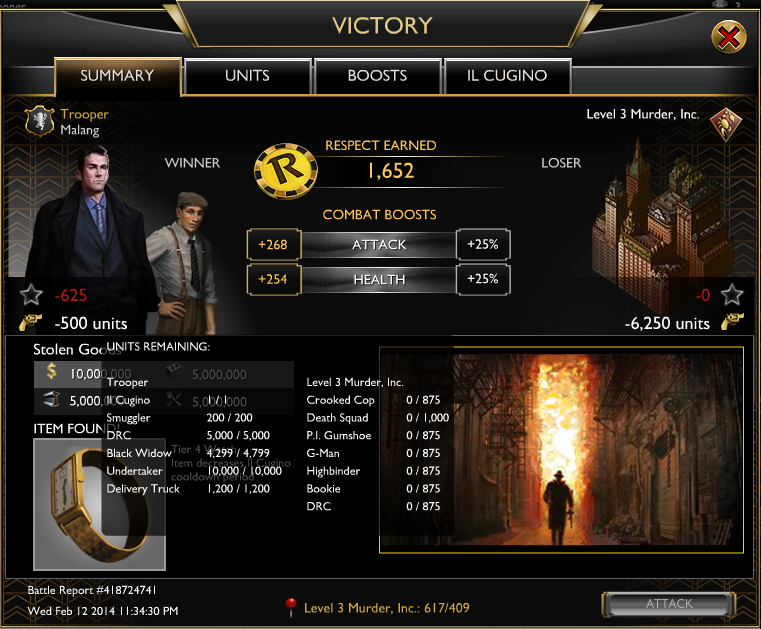 VICTORY
SUMMARY
UNITS
BOOSTS
IL CUGINO
Trooper
Malang
Level 3 Murder, Inc.
WINNER
RESPECT EARNED
1,652
LOSER
COMBAT BOOSTS
+268 ATTACK +25%
+254 HEALTH +25%
-625
-500 units
-0
-6,250 units
Stolen Goods
10,000,000
5,000,000
5,000,000
ITEM FOUND!
Tier 4
Item decreases Il Cugino
cooldown period
UNITS REMAINING:
Trooper
Il Cugino 1 / 1
Smuggler 200 / 200
DRC 5,000 / 5,000
Black Widow 4,299 / 4,799
Undertaker 10,000 / 10,000
Delivery Truck 1,200 / 1,200
Level 3 Murder, Inc.
Crooked Cop 0 / 875
Death Squad 0 / 1,000
P.I. Gumshoe 0 / 875
G-Man 0 / 875
Highbinder 0 / 875
Bookie 0 / 875
DRC 0 / 875
Battle Report #418724741
Wed Feb 12 2014 11:34:30 PM
Level 3 Murder, Inc.: 617/409
ATTACK